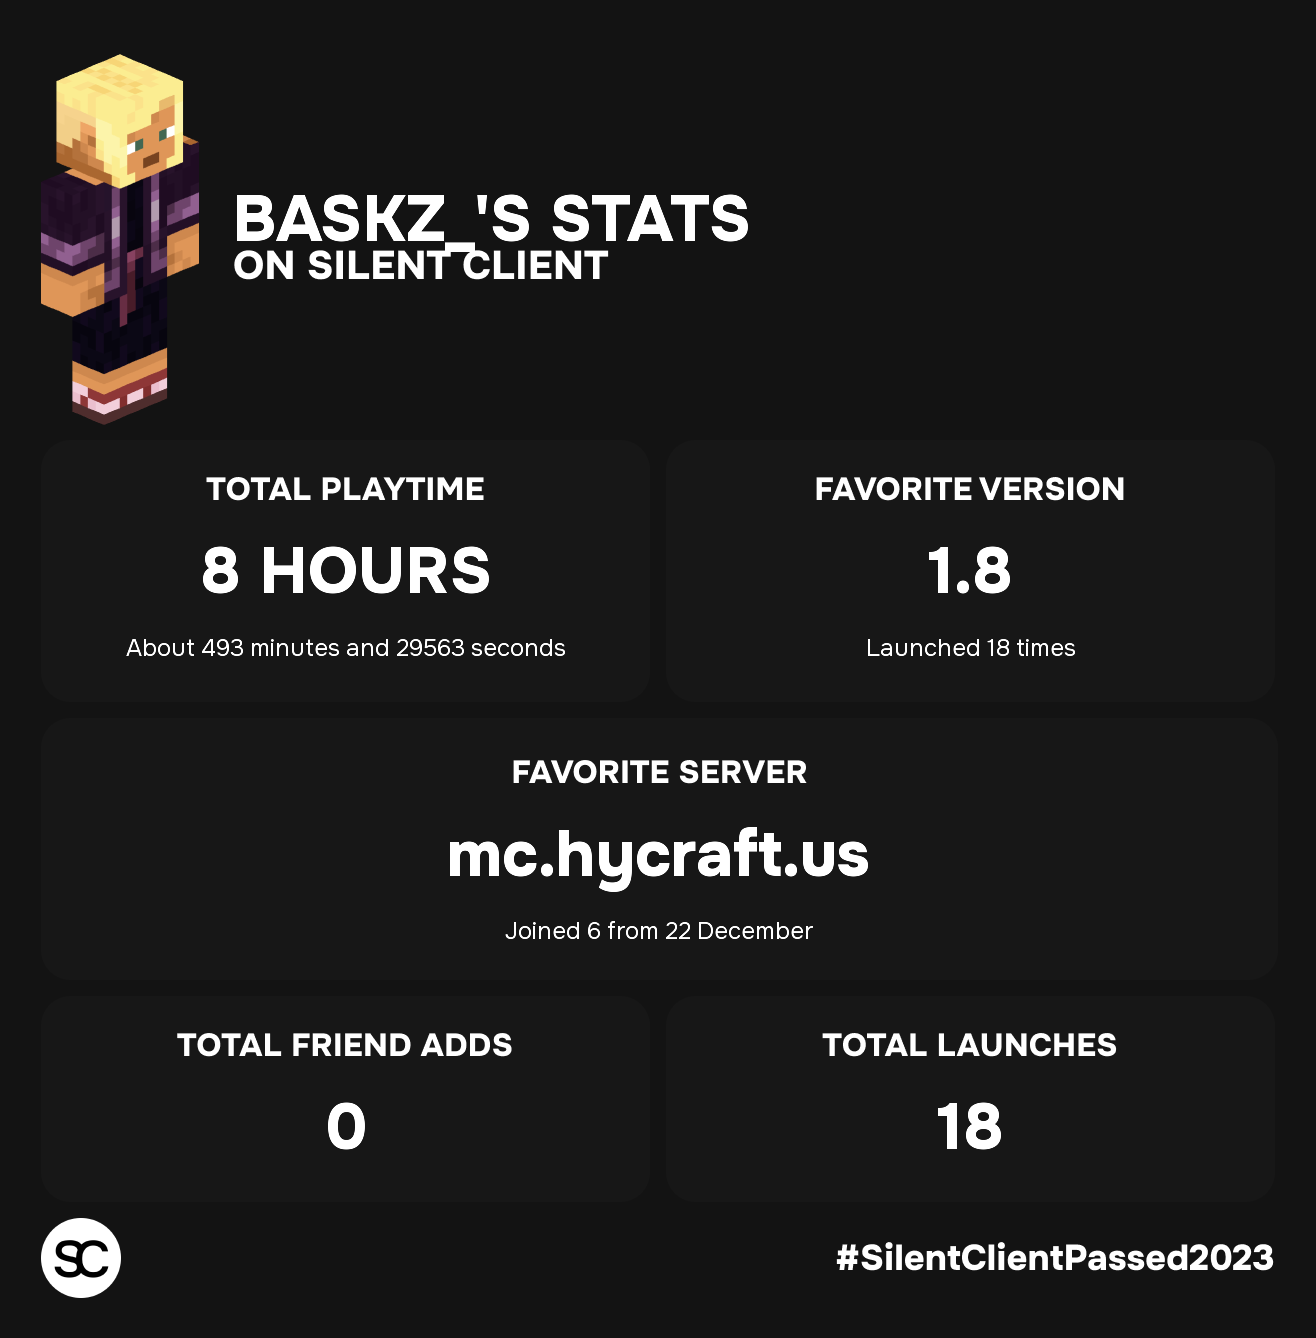 BASKZ_'S STATS
ON SILENT CLIENT
TOTAL PLAYTIME
8 HOURS
About 493 minutes and 29563 seconds
FAVORITE VERSION
1.8
Launched 18 times
FAVORITE SERVER
mc.hycraft.us
Joined 6 from 22 December
TOTAL FRIEND ADDS
0
TOTAL LAUNCHES
18
SC
#SilentClientPassed2023